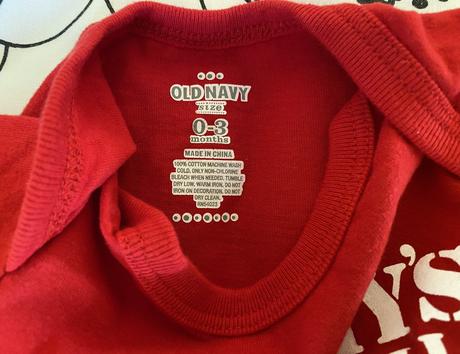 OLD NAVY
size
0-3
months
MADE IN CHINA
100% COTTON MACHINE WASH
COLD, ONLY NON-CHLORINE
BLEACH WHEN NEEDED, TUMBLE
DRY LOW, WARM IRON, DO NOT
IRON ON DECORATION, DO NOT
DRY CLEAN.
RN54023
Y'S